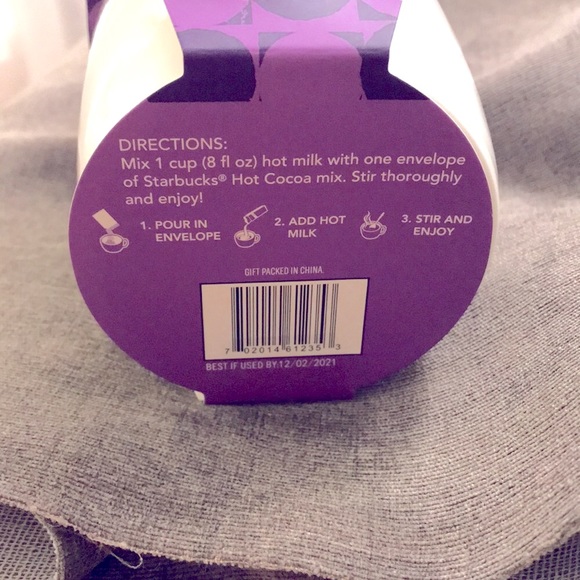 DIRECTIONS:
Mix 1 cup (8 fl oz) hot milk with one envelope
of Starbucks® Hot Cocoa mix. Stir thoroughly
and enjoy!
1. POUR IN
ENVELOPE
2. ADD HOT
MILK
3. STIR AND
ENJOY
GIFT PACKED IN CHINA.
7 02014 61235 3
BEST IF USED BY:12/02/2021